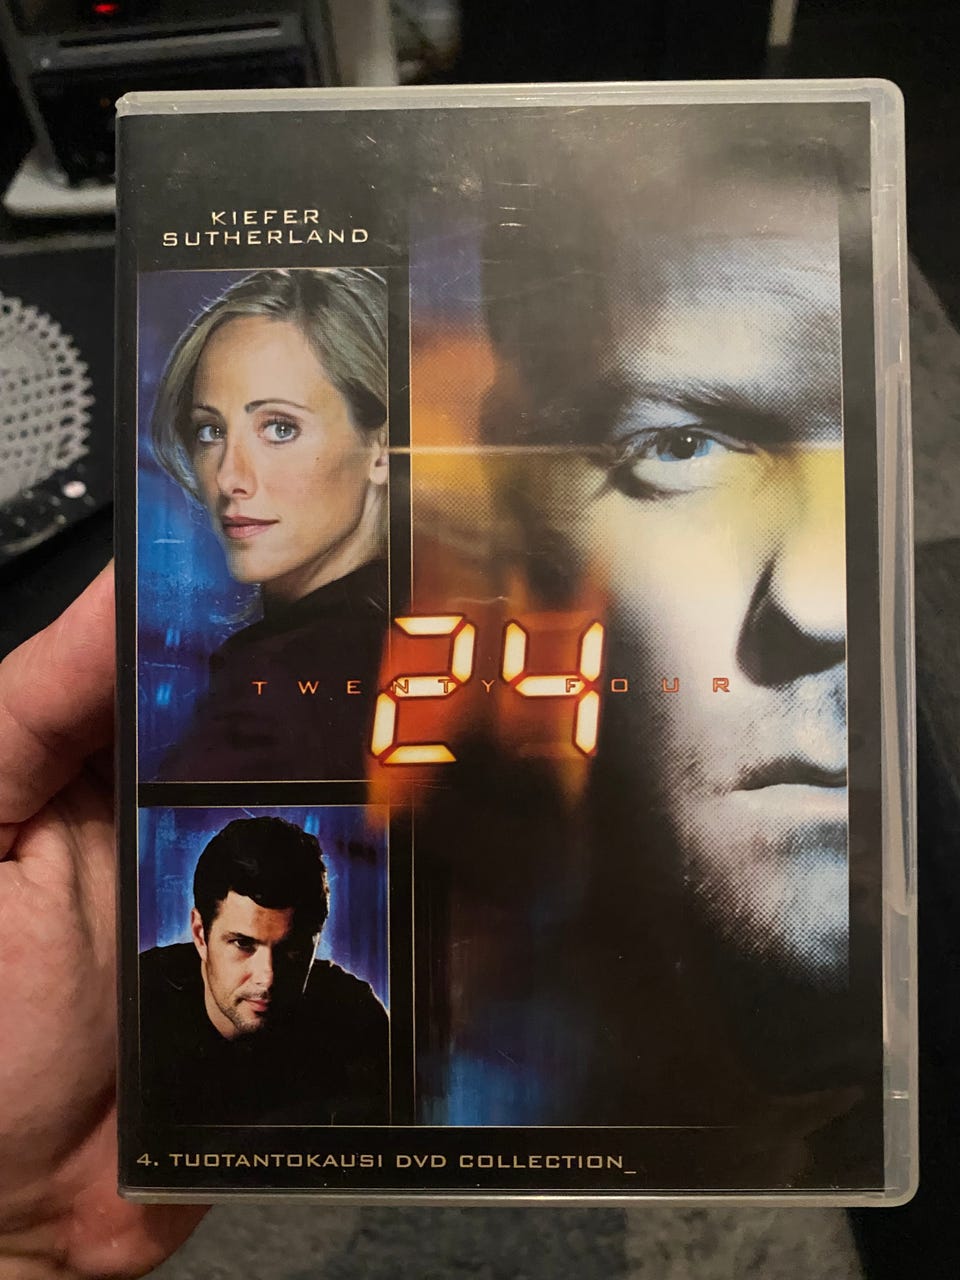 KIEFER
SUTHERLAND
24
TWENTY FOUR
4. TUOTANTOKAUSI DVD COLLECTION_